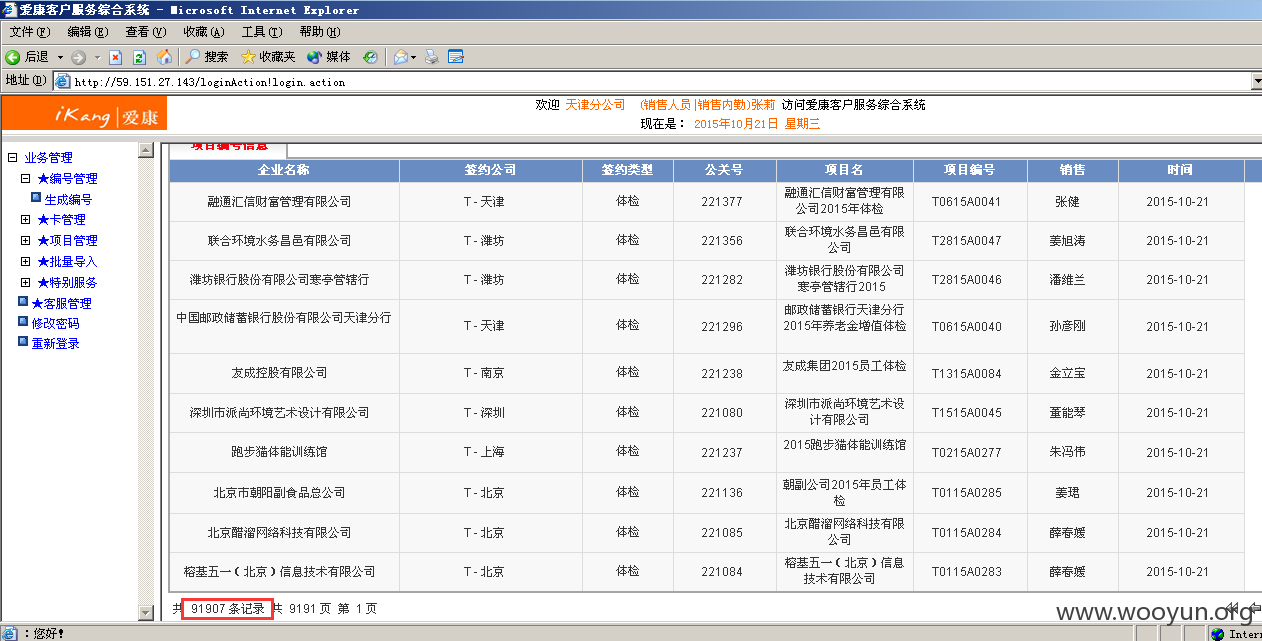 爱康客户服务综合系统 - Microsoft Internet Explorer
文件(F) 编辑(E) 查看(V) 收藏(A) 工具(T) 帮助(H)
后退 搜索 收藏夹 媒体
地址(D) http://59.151.27.143/loginAction!login.action
iKang 爱康
欢迎 天津分公司 (销售人员|销售内勤)张莉 访问爱康客户服务综合系统
现在是： 2015年10月21日 星期三
业务管理
★编号管理
生成编号
★卡管理
★项目管理
★批量导入
★特别服务
★客服管理
修改密码
重新登录
项目编号信息
企业名称 签约公司 签约类型 公关号 项目名 项目编号 销售 时间
融通汇信财富管理有限公司 T-天津 体检 221377 融通汇信财富管理有限
公司2015年体检 T0615A0041 张健 2015-10-21
联合环境水务昌邑有限公司 T-潍坊 体检 221356 联合环境水务昌邑有限
公司 T2815A0047 姜旭涛 2015-10-21
潍坊银行股份有限公司寒亭管辖行 T-潍坊 体检 221282 潍坊银行股份有限公司
寒亭管辖行2015 T2815A0046 潘维兰 2015-10-21
中国邮政储蓄银行股份有限公司天津分行 T-天津 体检 221296 邮政储蓄银行天津分行
2015年养老金增值体检 T0615A0040 孙彦刚 2015-10-21
友成控股有限公司 T-南京 体检 221238 友成集团2015员工体检 T1315A0084 金立宝 2015-10-21
深圳市派尚环境艺术设计有限公司 T-深圳 体检 221080 深圳市派尚环境艺术设
计有限公司 T1515A0045 董能琴 2015-10-21
跑步猫体能训练馆 T-上海 体检 221237 2015跑步猫体能训练馆 T0215A0277 朱冯伟 2015-10-21
北京市朝阳副食品总公司 T-北京 体检 221136 朝副公司2015年员工体
检 T0115A0285 姜珺 2015-10-21
北京醋溜网络科技有限公司 T-北京 体检 221085 北京醋溜网络科技有限
公司 T0115A0284 薛春媛 2015-10-21
榕基五一（北京）信息技术有限公司 T-北京 体检 221084 榕基五一（北京）信息
技术有限公司 T0115A0283 薛春媛 2015-10-21
共 91907 条记录 共 9191 页 第 1 页
www.wooyun.org
：您好!
Inter